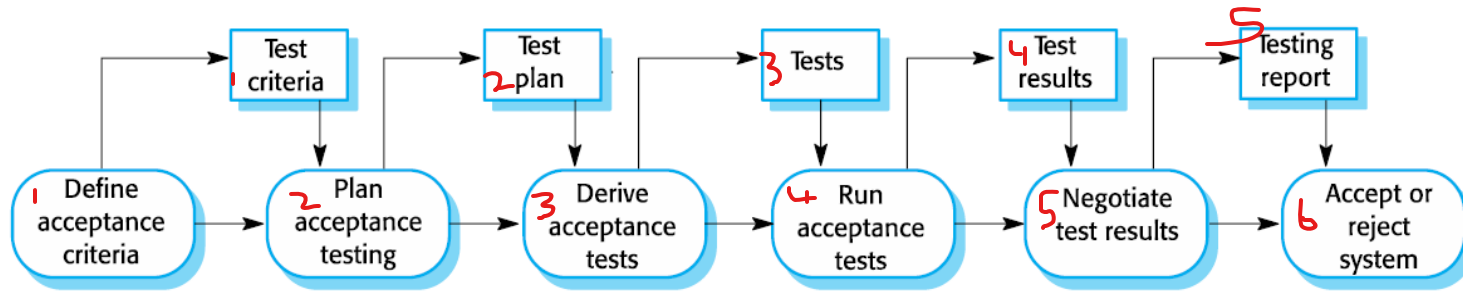 1 Test
criteria
2 Test
plan
3 Tests
4 Test
results
5 Testing
report
1 Define
acceptance
criteria
2 Plan
acceptance
testing
3 Derive
acceptance
tests
4 Run
acceptance
tests
5 Negotiate
test results
6 Accept or
reject
system